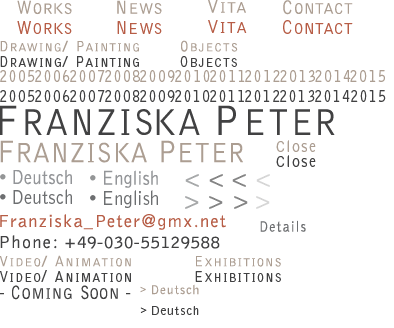 Works News Vita Contact
Works News Vita Contact
Drawing/ Painting Objects
Drawing/ Painting Objects
20052006200720082009201020112012201320142015
20052006200720082009201020112012201320142015
Franziska Peter
Franziska Peter Close
Close
• Deutsch • English < < < <
• Deutsch • English > > > >
Franziska_Peter@gmx.net
Details
Phone: +49-030-55129588
Video/ Animation Exhibitions
Video/ Animation Exhibitions
- Coming Soon - > Deutsch
> Deutsch